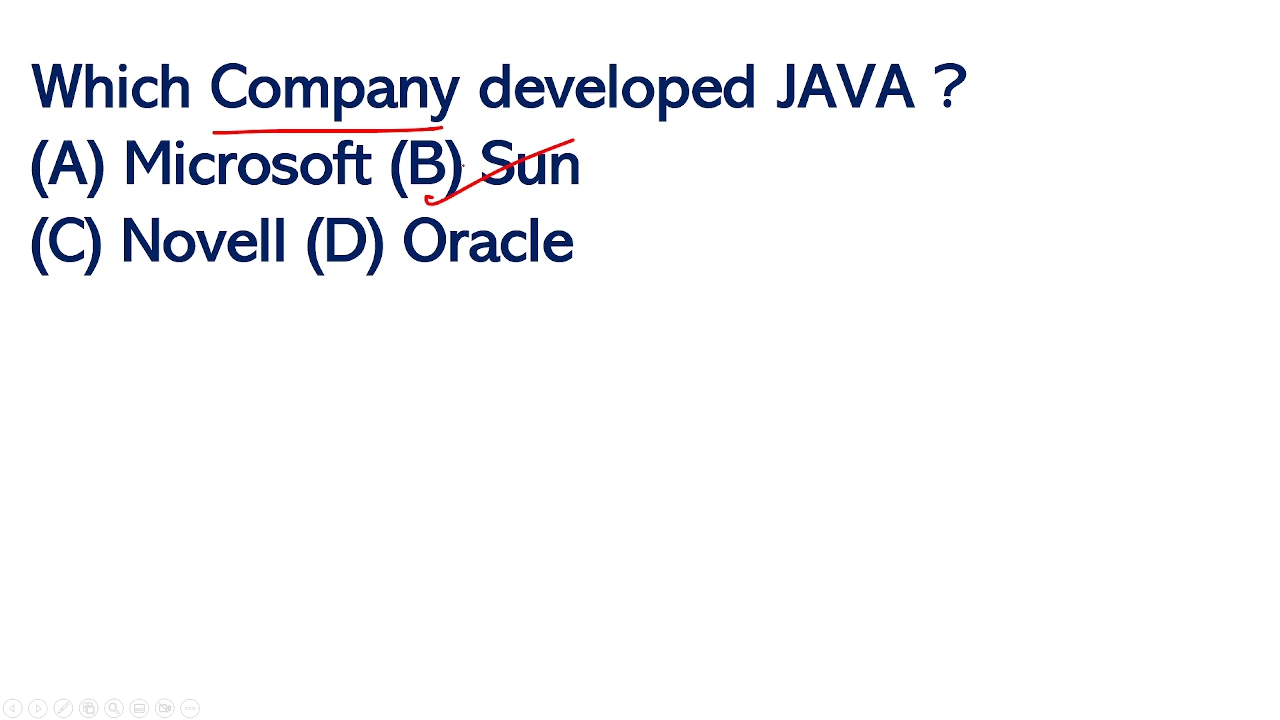 Which Company developed JAVA ?
(A) Microsoft (B) Sun
(C) Novell (D) Oracle